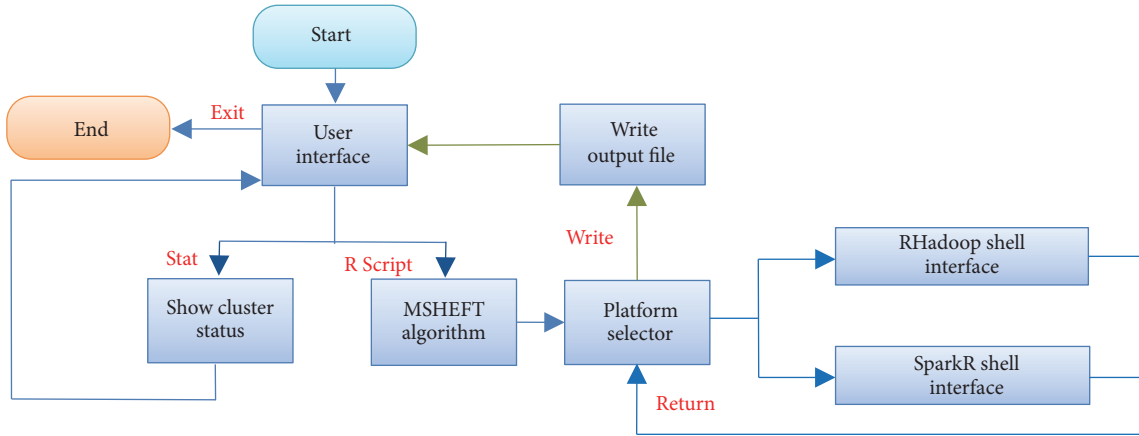 Start
Exit
End
User
interface
Write
output file
Write
RHadoop shell
interface
Stat
R Script
Show cluster
status
MSHEFT
algorithm
Platform
selector
SparkR shell
interface
Return